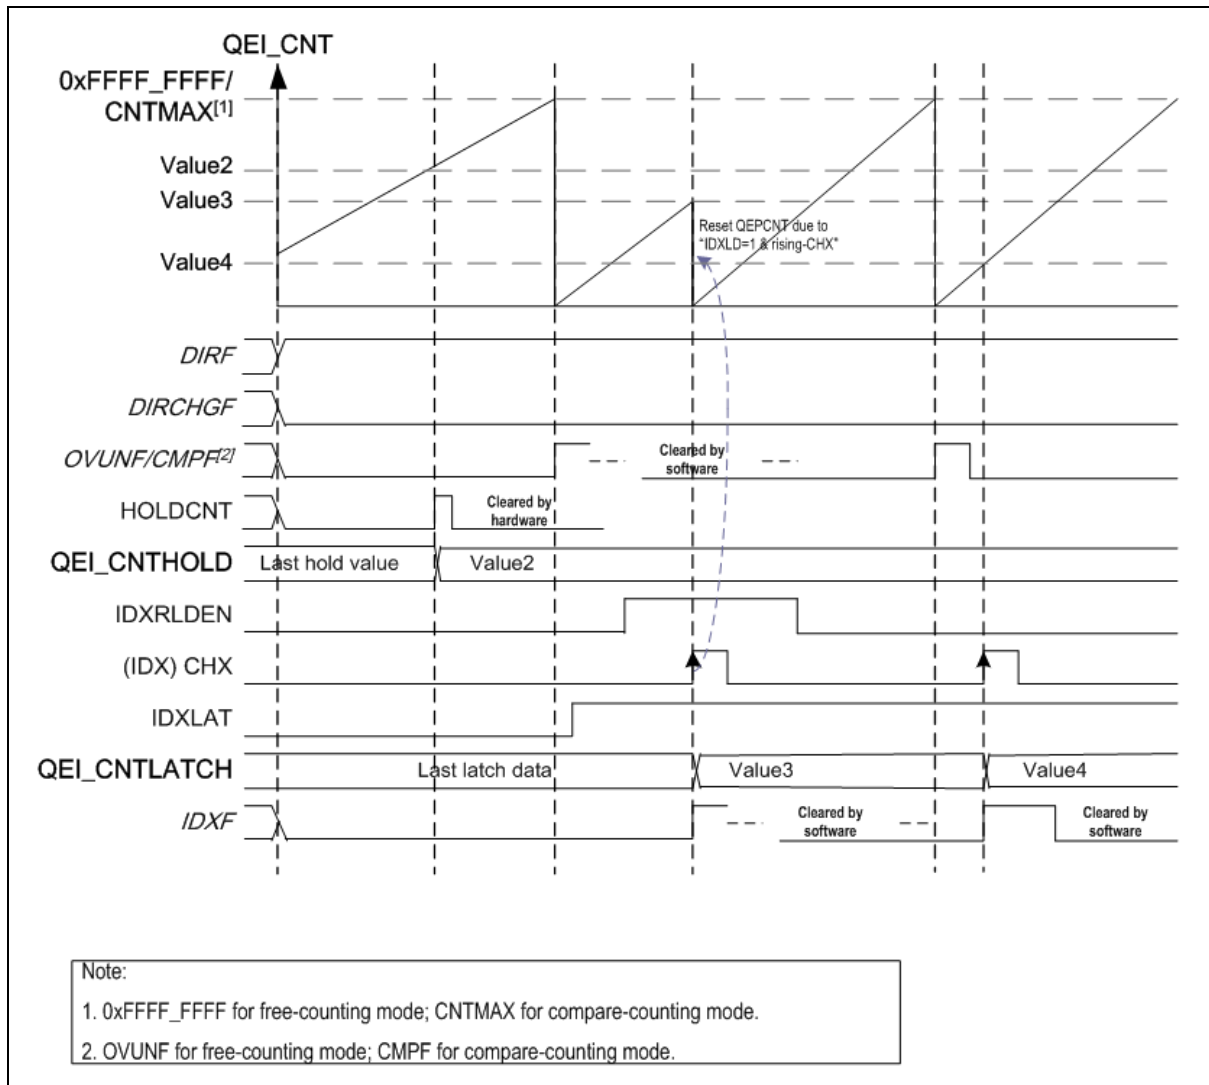 QEI_CNT
0xFFFF_FFFF/
CNTMAX[1]
Value2
Value3
Reset QEPCNT due to
"IDXLD=1 & rising-CHX"
Value4
DIRF
DIRCHGF
OVUNF/CMPF[2]
Cleared by
software
HOLDCNT
Cleared by
hardware
QEI_CNTHOLD
Last hold value
Value2
IDXRLDEN
(IDX) CHX
IDXLAT
QEI_CNTLATCH
Last latch data
Value3
Value4
IDXF
Cleared by
software
Cleared by
software
Note:
1. 0xFFFF_FFFF for free-counting mode; CNTMAX for compare-counting mode.
2. OVUNF for free-counting mode; CMPF for compare-counting mode.